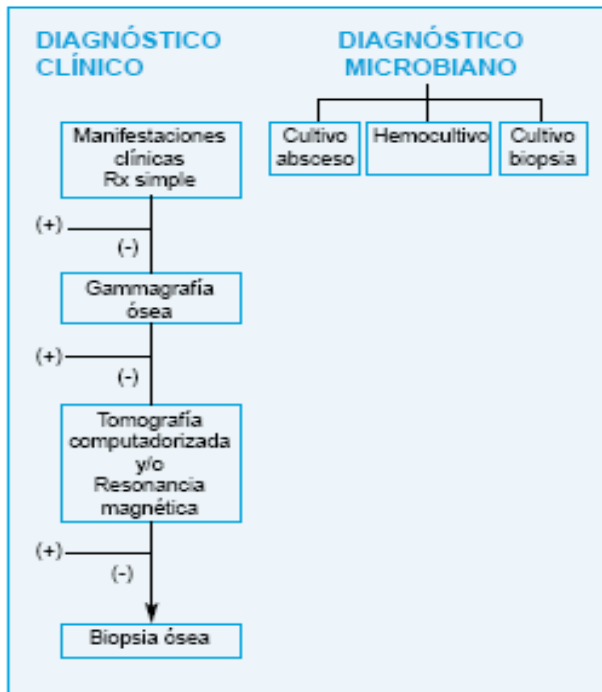 DIAGNÓSTICO
CLÍNICO
Manifestaciones
clínicas
Rx simple
(+)
(-)
Gammagrafía
ósea
(+)
(-)
Tomografía
computadorizada
y/o
Resonancia
magnética
(+)
(-)
Biopsia ósea
DIAGNÓSTICO
MICROBIANO
Cultivo
absceso
Hemocultivo
Cultivo
biopsia